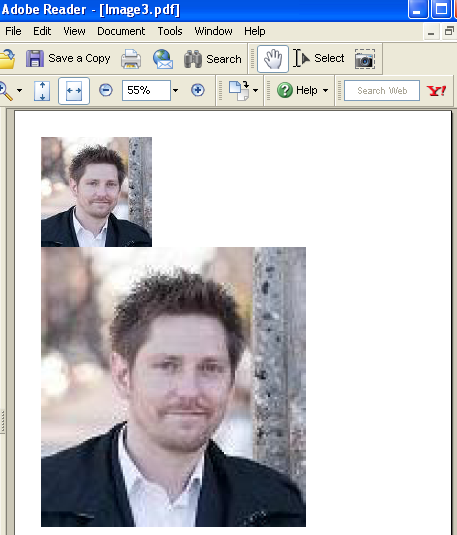 Adobe Reader - [Image3.pdf]
File Edit View Document Tools Window Help
Save a Copy Search Select
55% Help Search Web Y!